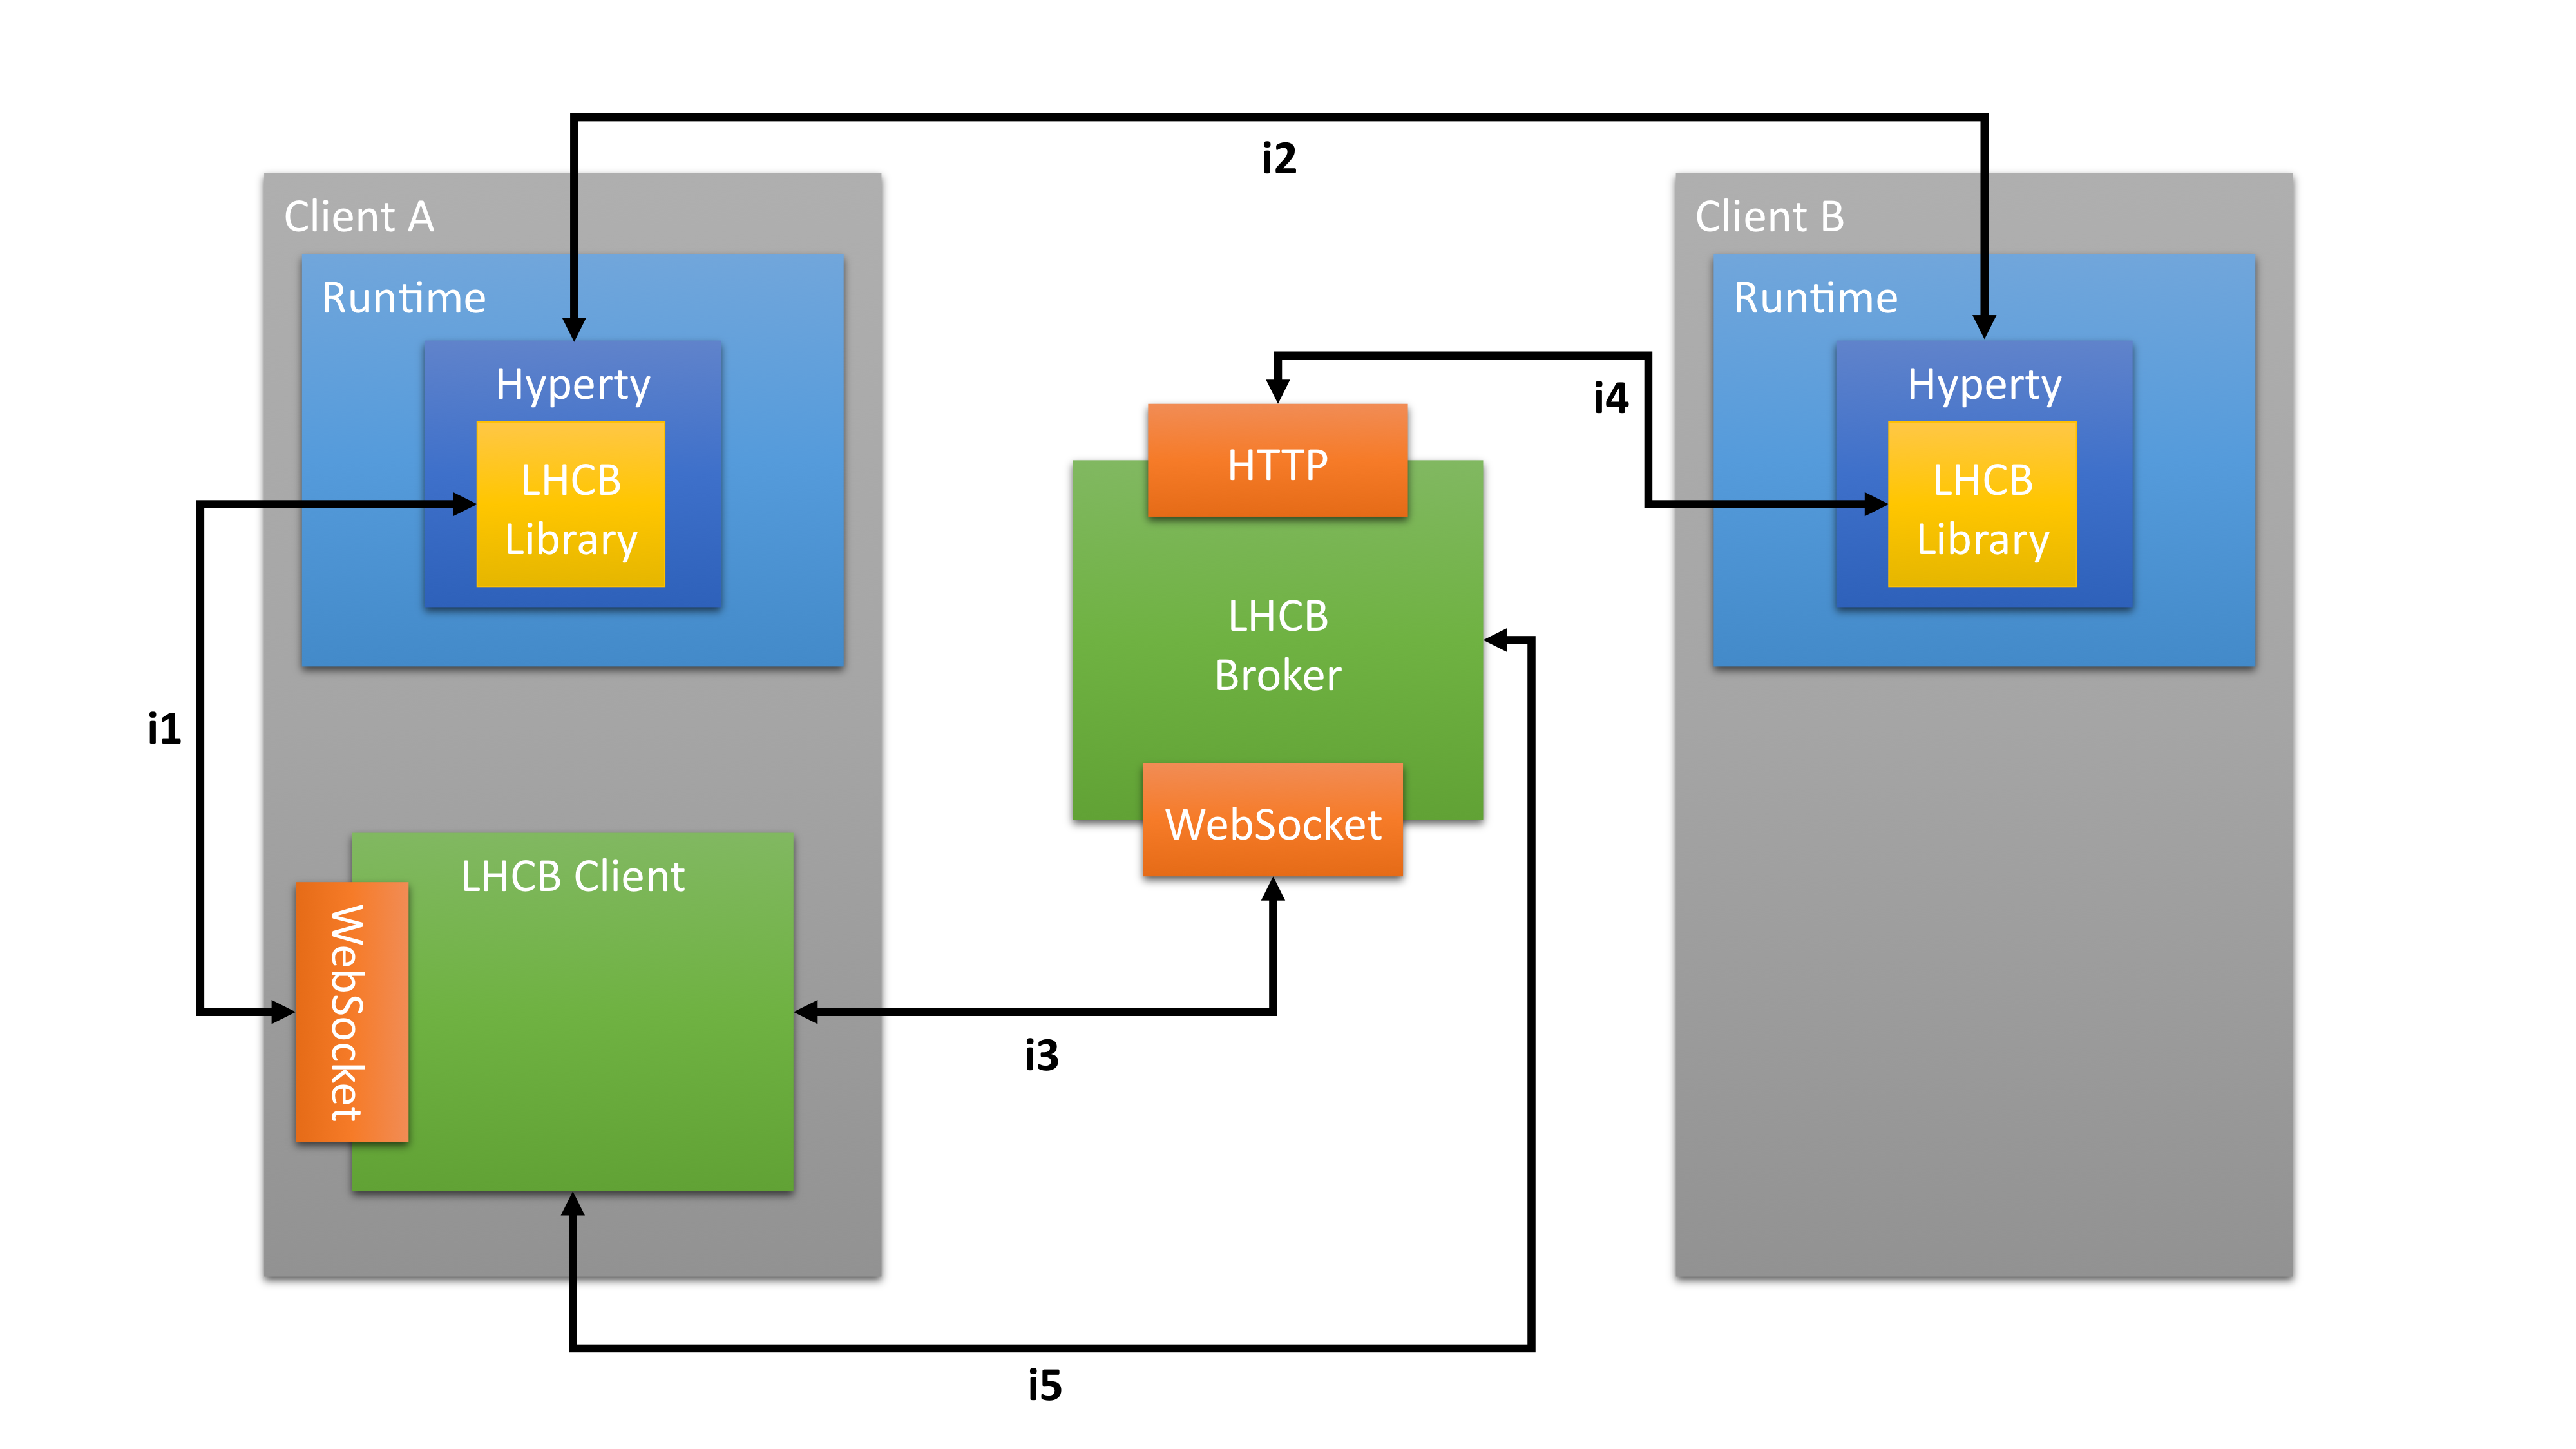 i2
Client A
Runtime
Hyperty
LHCB
Library
i1
LHCB Client
WebSocket
HTTP
LHCB
Broker
WebSocket
i3
i5
i4
Client B
Runtime
Hyperty
LHCB
Library